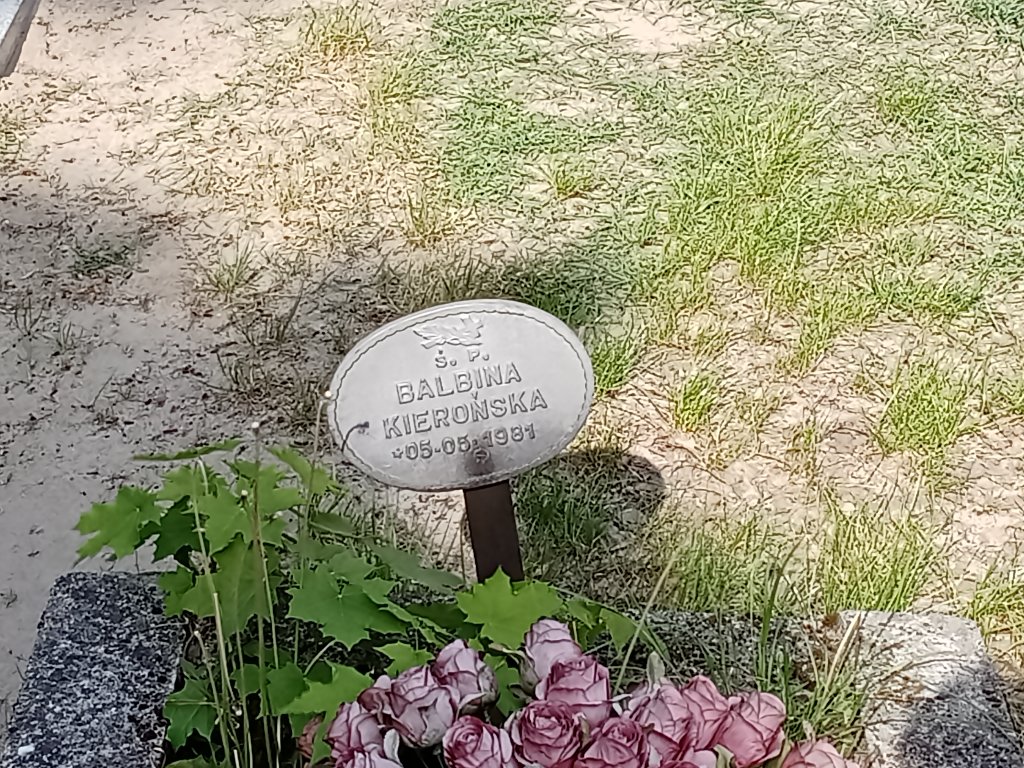 Ś. P.
BALBINA
KIEROŃSKA
+05-05-1981